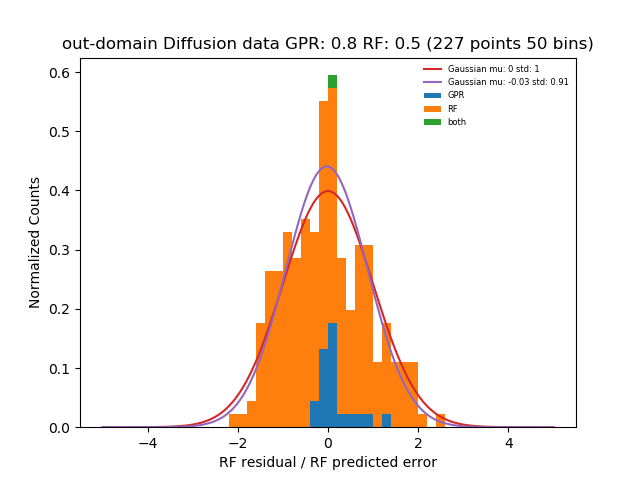 out-domain Diffusion data GPR: 0.8 RF: 0.5 (227 points 50 bins)
Gaussian mu: 0 std: 1
Gaussian mu: -0.03 std: 0.91
GPR
RF
both
Normalized Counts
0.6
0.5
0.4
0.3
0.2
0.1
0.0
−4 −2 0 2 4
RF residual / RF predicted error